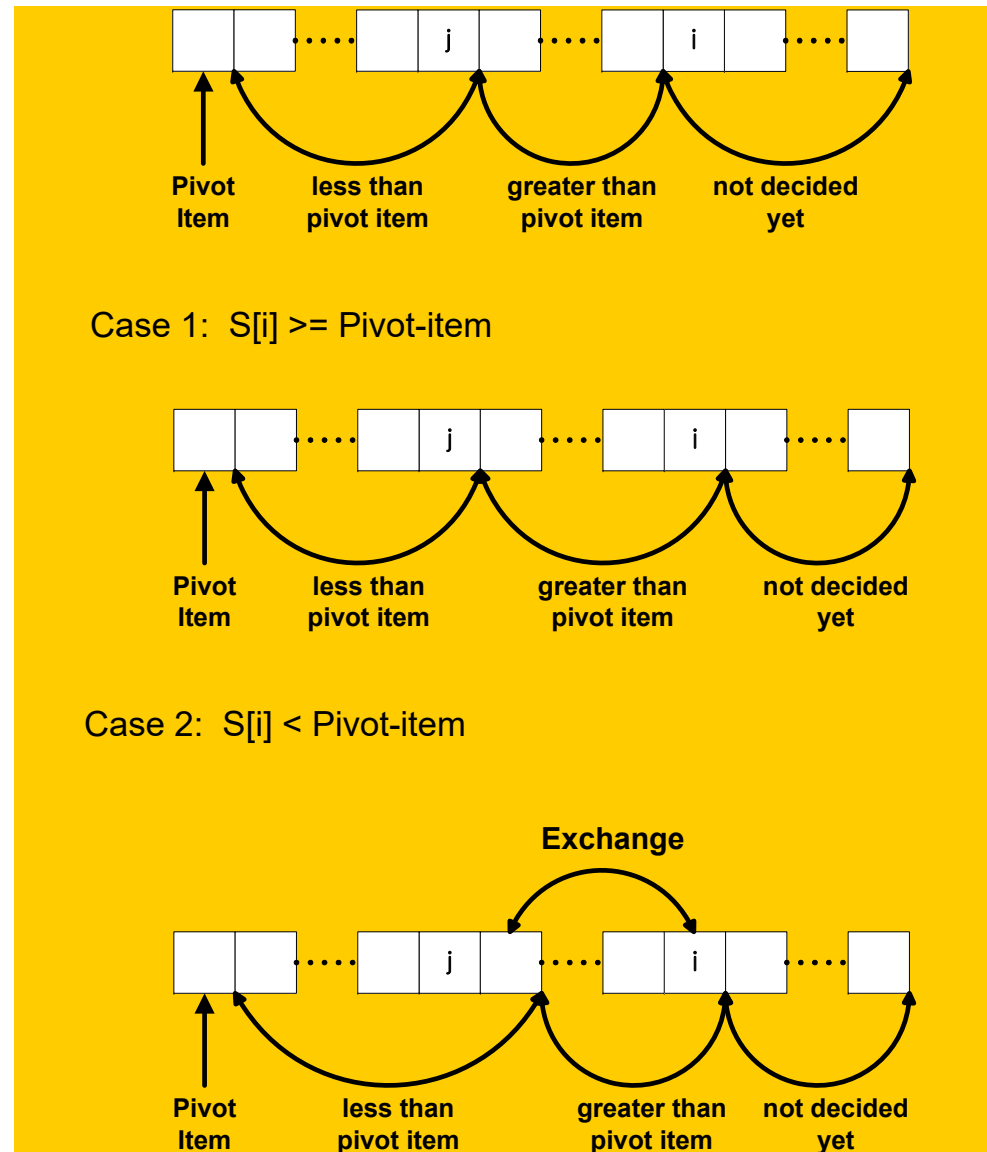 j i
Pivot less than greater than not decided
Item pivot item pivot item yet
Case 1: S[i] >= Pivot-item
j i
Pivot less than greater than not decided
Item pivot item pivot item yet
Case 2: S[i] < Pivot-item
Exchange
j i
Pivot less than greater than not decided
Item pivot item pivot item yet